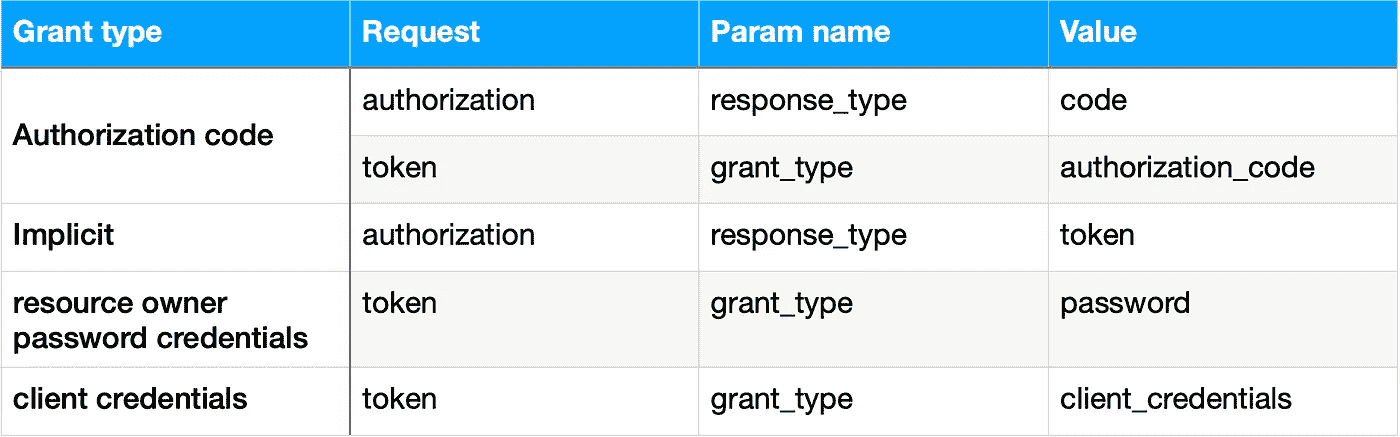 Grant type Request Param name Value
authorization response_type code
Authorization code
token grant_type authorization_code
Implicit authorization response_type token
resource owner token grant_type password
password credentials
client credentials token grant_type client_credentials